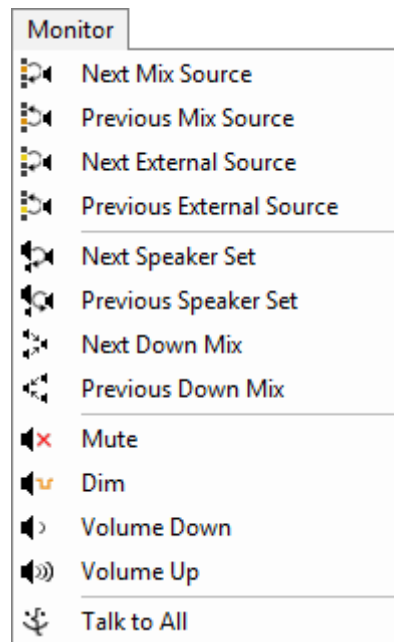 Monitor
Next Mix Source
Previous Mix Source
Next External Source
Previous External Source
Next Speaker Set
Previous Speaker Set
Next Down Mix
Previous Down Mix
Mute
Dim
Volume Down
Volume Up
Talk to All